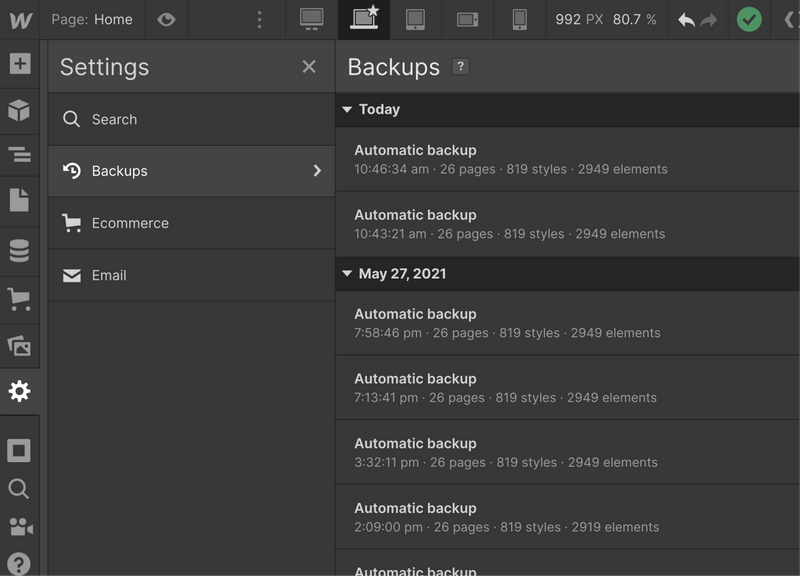 Page: Home
992 PX 80.7 %
Settings
Backups ?
Search
Backups
Ecommerce
Email
Today
Automatic backup
10:46:34 am · 26 pages · 819 styles · 2949 elements
Automatic backup
10:43:21 am · 26 pages · 819 styles · 2949 elements
May 27, 2021
Automatic backup
7:58:46 pm · 26 pages · 819 styles · 2949 elements
Automatic backup
7:13:41 pm · 26 pages · 819 styles · 2949 elements
Automatic backup
3:32:11 pm · 26 pages · 819 styles · 2949 elements
Automatic backup
2:09:00 pm · 26 pages · 819 styles · 2919 elements
Automatic backup